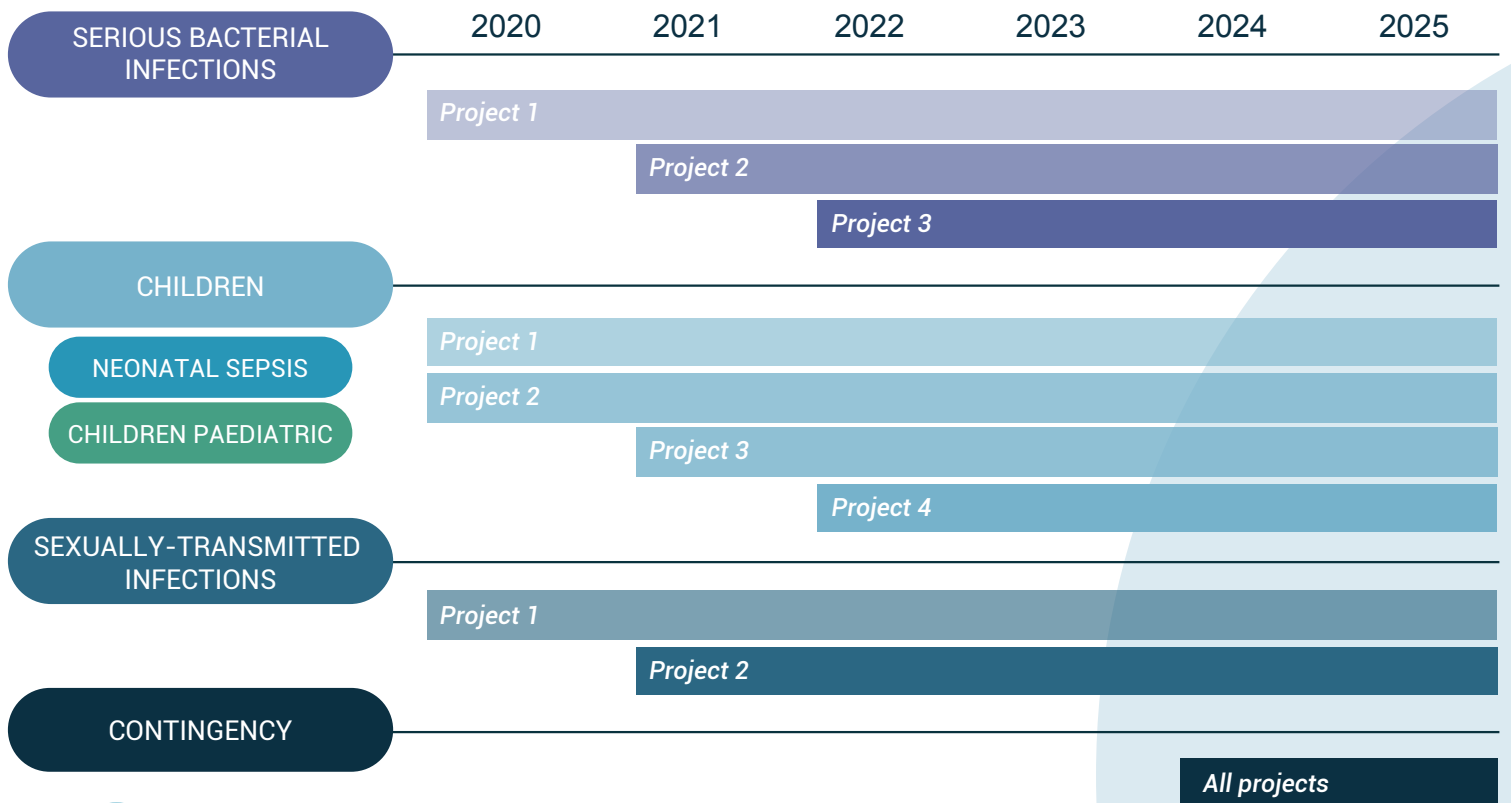 2020 2021 2022 2023 2024 2025
SERIOUS BACTERIAL
INFECTIONS
Project 1
Project 2
Project 3
CHILDREN
Project 1
NEONATAL SEPSIS
Project 2
CHILDREN PAEDIATRIC
Project 3
Project 4
SEXUALLY-TRANSMITTED
INFECTIONS
Project 1
Project 2
CONTINGENCY
All projects